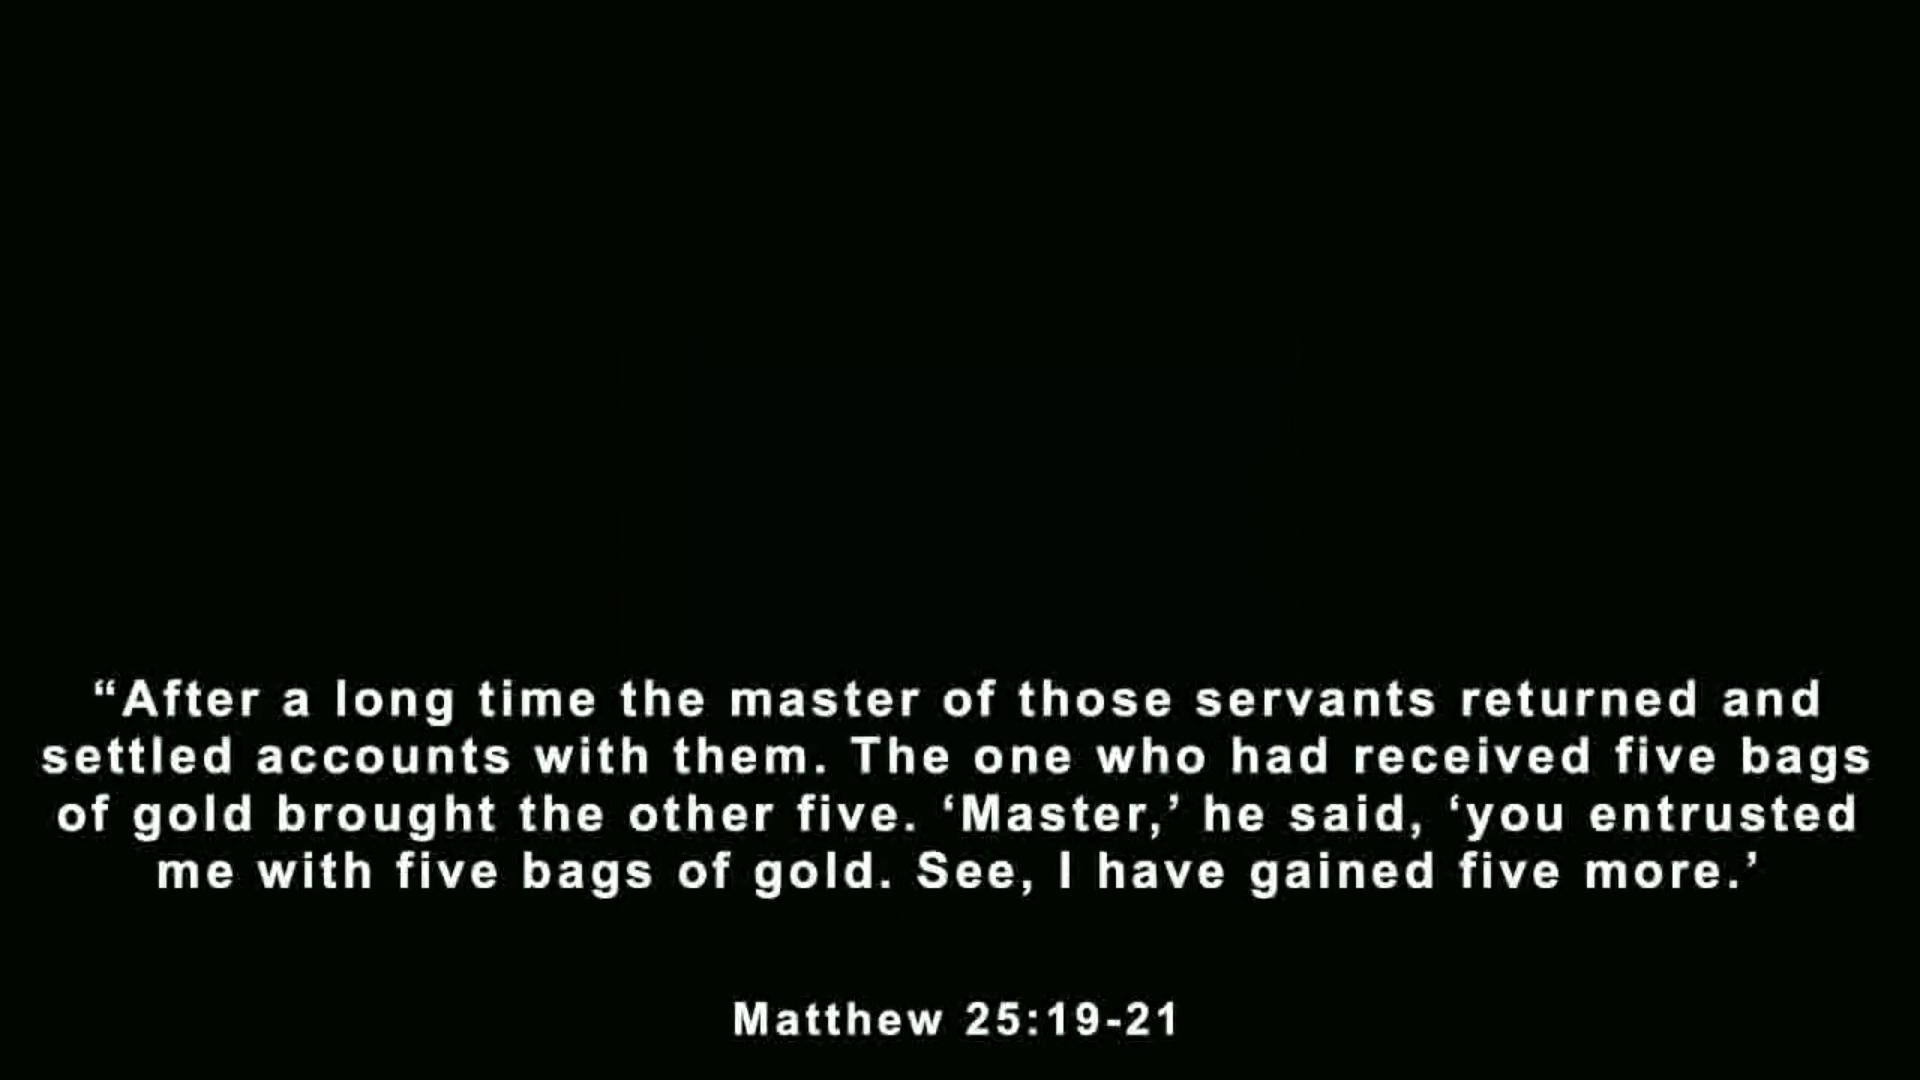 “After a long time the master of those servants returned and
settled accounts with them. The one who had received five bags
of gold brought the other five. ‘Master,’ he said, ‘you entrusted
me with five bags of gold. See, I have gained five more.’
Matthew 25:19-21